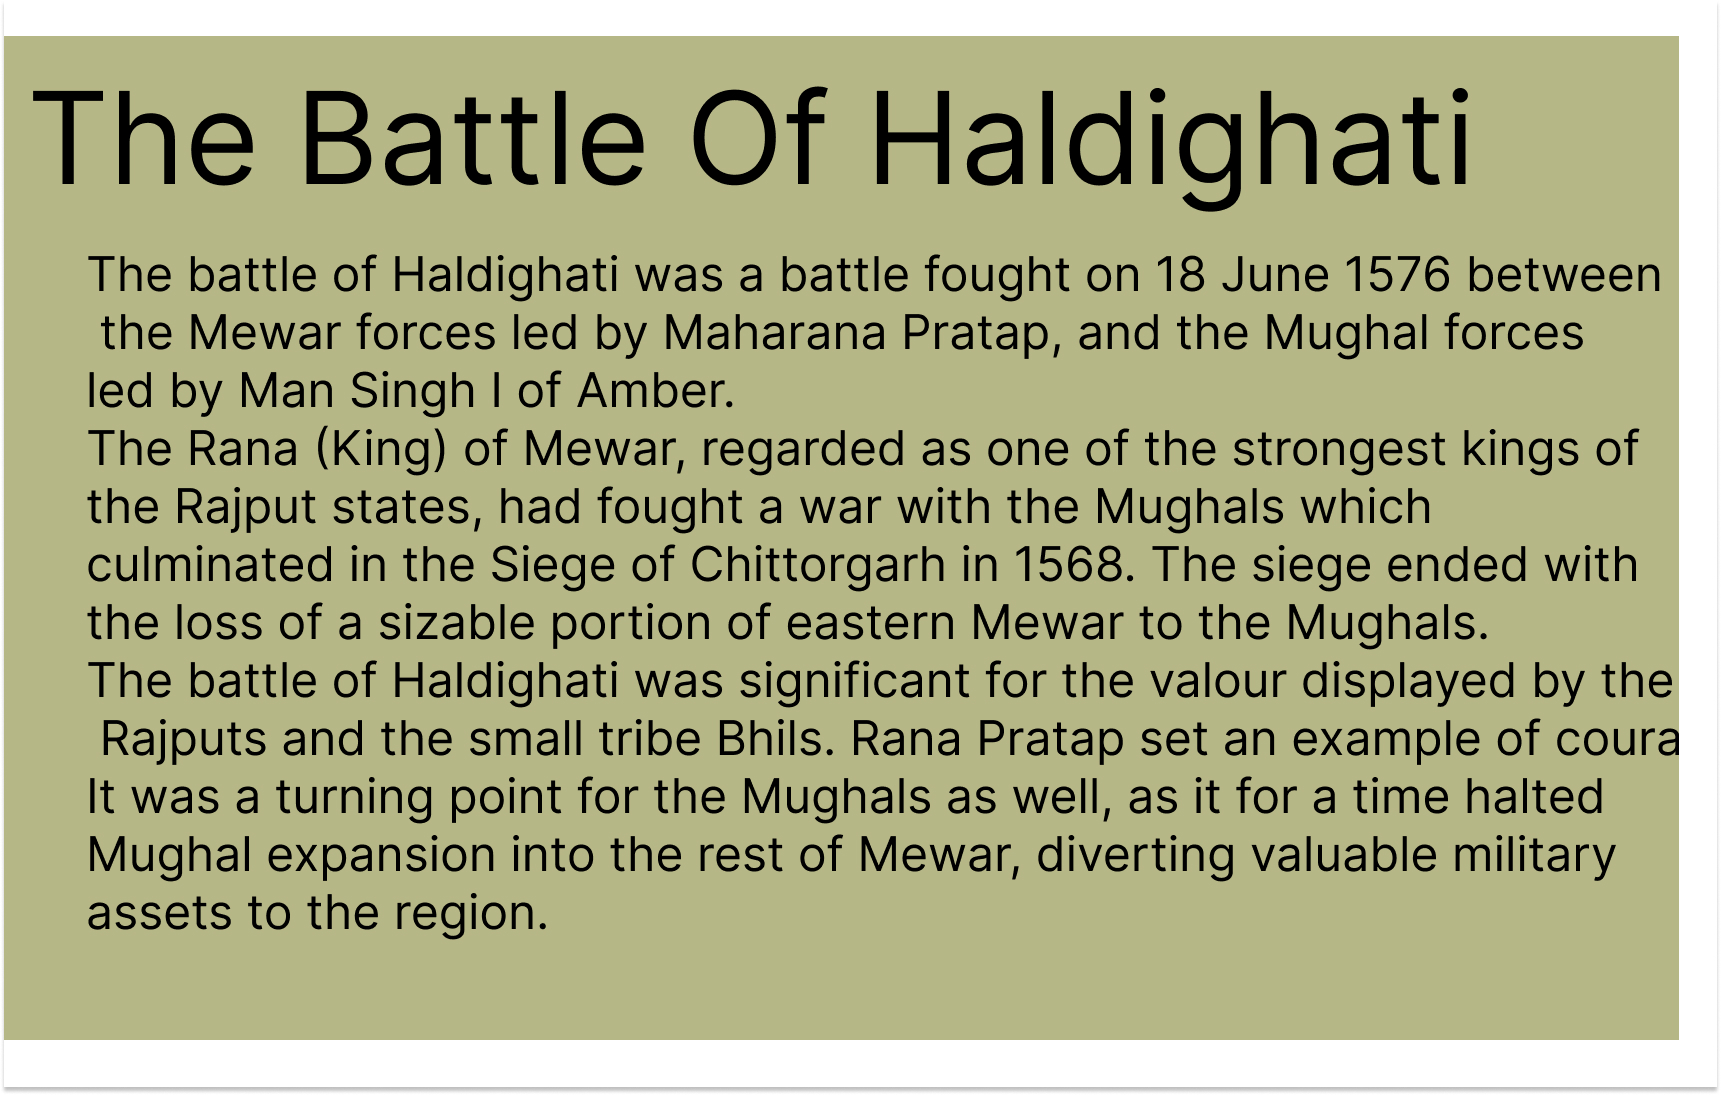 The Battle Of Haldighati
The battle of Haldighati was a battle fought on 18 June 1576 between
the Mewar forces led by Maharana Pratap, and the Mughal forces
led by Man Singh I of Amber.
The Rana (King) of Mewar, regarded as one of the strongest kings of
the Rajput states, had fought a war with the Mughals which
culminated in the Siege of Chittorgarh in 1568. The siege ended with
the loss of a sizable portion of eastern Mewar to the Mughals.
The battle of Haldighati was significant for the valour displayed by the
Rajputs and the small tribe Bhils. Rana Pratap set an example of coura
It was a turning point for the Mughals as well, as it for a time halted
Mughal expansion into the rest of Mewar, diverting valuable military
assets to the region.